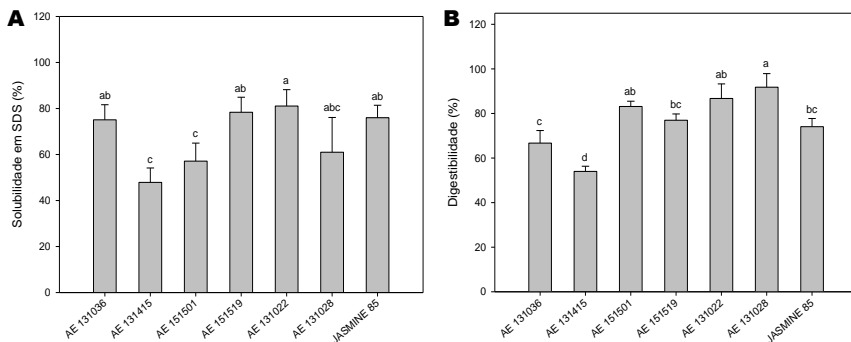 A
Solubilidade em SDS (%)
120
100
80
60
40
20
0
ab
c
c
ab
a
abc
ab
AE 131036
AE 131415
AE 151501
AE 151519
AE 131022
AE 131028
JASMINE 85
B
Digestibilidade (%)
120
100
80
60
40
20
0
c
d
ab
bc
ab
a
bc
AE 131036
AE 131415
AE 151501
AE 151519
AE 131022
AE 131028
JASMINE 85